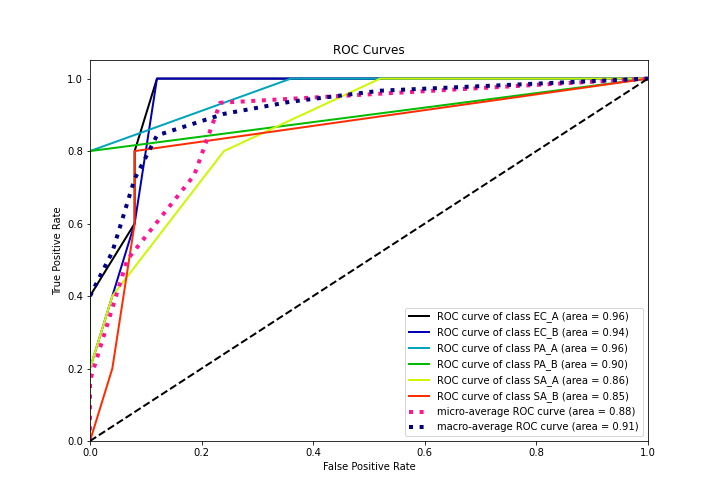 ROC Curves
True Positive Rate
1.0
0.8
0.6
0.4
0.2
0.0
ROC curve of class EC_A (area = 0.96)
ROC curve of class EC_B (area = 0.94)
ROC curve of class PA_A (area = 0.96)
ROC curve of class PA_B (area = 0.90)
ROC curve of class SA_A (area = 0.86)
ROC curve of class SA_B (area = 0.85)
micro-average ROC curve (area = 0.88)
macro-average ROC curve (area = 0.91)
0.0 0.2 0.4 0.6 0.8 1.0
False Positive Rate